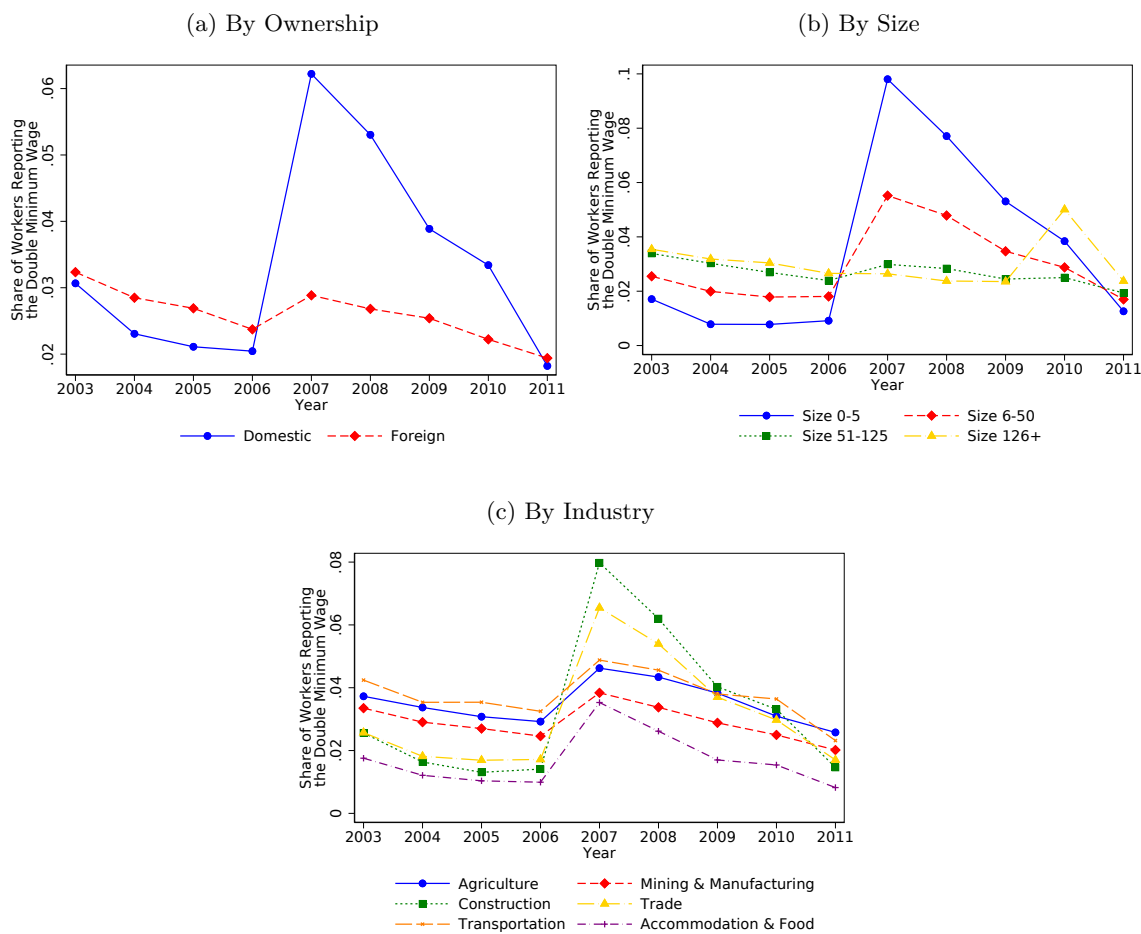 (a) By Ownership
Share of Workers Reporting
the Double Minimum Wage
.06
.05
.04
.03
.02
2003 2004 2005 2006 2007 2008 2009 2010 2011
Year
Domestic Foreign
(b) By Size
Share of Workers Reporting
the Double Minimum Wage
.1
.08
.06
.04
.02
0
2003 2004 2005 2006 2007 2008 2009 2010 2011
Year
Size 0-5 Size 6-50
Size 51-125 Size 126+
(c) By Industry
Share of Workers Reporting
the Double Minimum Wage
.08
.06
.04
.02
0
2003 2004 2005 2006 2007 2008 2009 2010 2011
Year
Agriculture Mining & Manufacturing
Construction Trade
Transportation Accommodation & Food